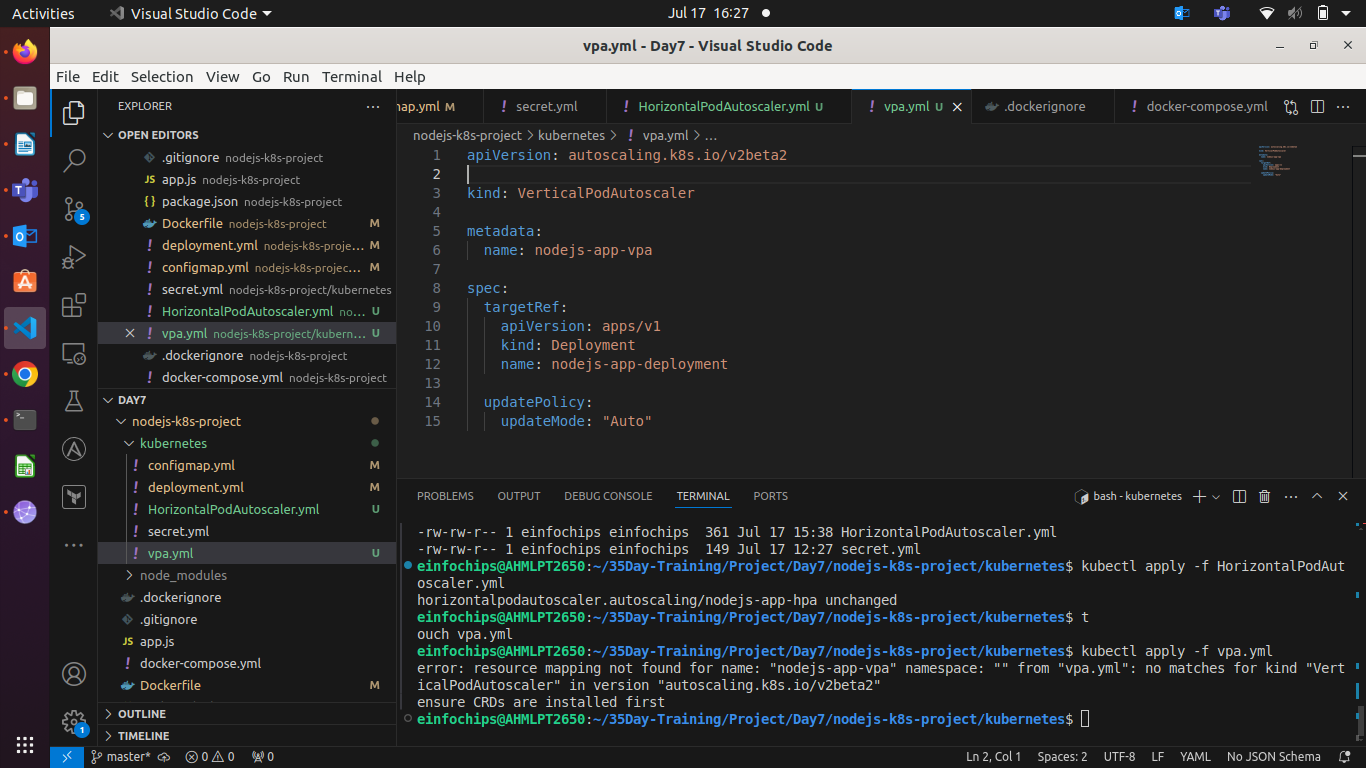 Activities
Visual Studio Code
Jul 17 16:27
vpa.yml - Day7 - Visual Studio Code
File Edit Selection View Go Run Terminal Help
EXPLORER
OPEN EDITORS
.gitignore nodejs-k8s-project
JS app.js nodejs-k8s-project
{} package.json nodejs-k8s-project
Dockerfile nodejs-k8s-project M
! deployment.yml nodejs-k8s-proje... M
! configmap.yml nodejs-k8s-projec... M
! secret.yml nodejs-k8s-project/kubernetes
! HorizontalPodAutoscaler.yml no... U
! vpa.yml nodejs-k8s-project/kubern... U
.dockerignore nodejs-k8s-project
! docker-compose.yml nodejs-k8s-project
DAY7
nodejs-k8s-project
kubernetes
! configmap.yml M
! deployment.yml M
! HorizontalPodAutoscaler.yml U
! secret.yml
! vpa.yml U
node_modules
.dockerignore
.gitignore
JS app.js
! docker-compose.yml
Dockerfile M
OUTLINE
TIMELINE
5
1
map.yml M
! secret.yml
! HorizontalPodAutoscaler.yml U
! vpa.yml U
.dockerignore
! docker-compose.yml
nodejs-k8s-project > kubernetes > ! vpa.yml > ...
1 apiVersion: autoscaling.k8s.io/v2beta2
2
3 kind: VerticalPodAutoscaler
4
5 metadata:
6 name: nodejs-app-vpa
7
8 spec:
9 targetRef:
10 apiVersion: apps/v1
11 kind: Deployment
12 name: nodejs-app-deployment
13
14 updatePolicy:
15 updateMode: "Auto"
PROBLEMS OUTPUT DEBUG CONSOLE TERMINAL PORTS
bash - kubernetes
-rw-rw-r-- 1 einfochips einfochips  361 Jul 17 15:38 HorizontalPodAutoscaler.yml
-rw-rw-r-- 1 einfochips einfochips  149 Jul 17 12:27 secret.yml
einfochips@AHMLPT2650:~/35Day-Training/Project/Day7/nodejs-k8s-project/kubernetes$ kubectl apply -f HorizontalPodAut
oscaler.yml
horizontalpodautoscaler.autoscaling/nodejs-app-hpa unchanged
einfochips@AHMLPT2650:~/35Day-Training/Project/Day7/nodejs-k8s-project/kubernetes$ t
ouch vpa.yml
einfochips@AHMLPT2650:~/35Day-Training/Project/Day7/nodejs-k8s-project/kubernetes$ kubectl apply -f vpa.yml
error: resource mapping not found for name: "nodejs-app-vpa" namespace: "" from "vpa.yml": no matches for kind "Vert
icalPodAutoscaler" in version "autoscaling.k8s.io/v2beta2"
ensure CRDs are installed first
einfochips@AHMLPT2650:~/35Day-Training/Project/Day7/nodejs-k8s-project/kubernetes$
master* 0 0 0
Ln 2, Col 1 Spaces: 2 UTF-8 LF YAML No JSON Schema